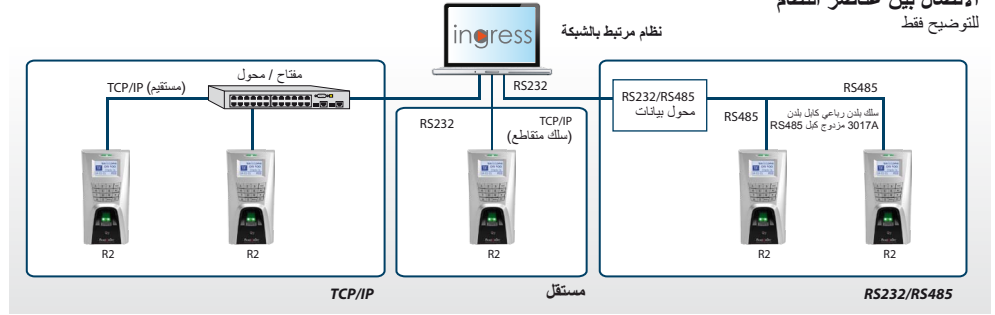 الاتصال بين عناصر النظام
للتوضيح فقط
نظام مرتبط بالشبكة
ingress
RS485
RS232
RS232/RS485
محول بيانات
RS485
سلك بلدن رباعي كابل بلدن
3017A مزدوج كبل RS485
R2
R2
RS232/RS485
RS232
TCP/IP
(سلك متقاطع)
R2
مستقل
مفتاح / محول
TCP/IP (مستقيم)
R2
R2
TCP/IP